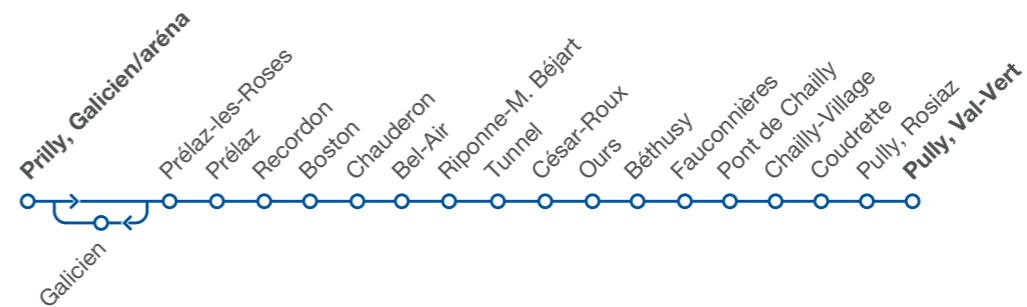 Prilly, Galicien/aréna
Galicien
Prélaz-les-Roses
Prélaz
Recordon
Boston
Chauderon
Bel-Air
Riponne-M. Béjart
Tunnel
César-Roux
Ours
Béthusy
Fauconnières
Pont de Chailly
Chailly-Village
Coudrette
Pully, Rosiaz
Pully, Val-Vert